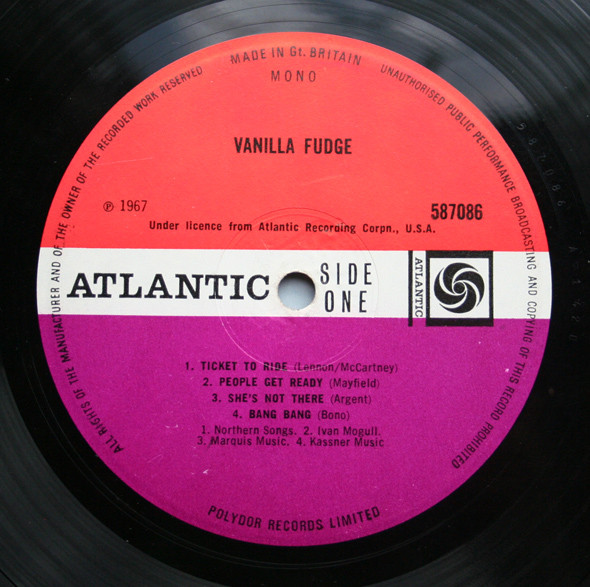 MADE IN Gt. BRITAIN
MONO
ALL RIGHTS OF THE MANUFACTURER AND OF THE OWNER OF THE RECORDED WORK RESERVED
UNAUTHORISED PUBLIC PERFORMANCE BROADCASTING AND COPYING OF THIS RECORD PROHIBITED
VANILLA FUDGE
℗ 1967
587086
Under licence from Atlantic Recording Corpn., U.S.A.
ATLANTIC
SIDE
ONE
ATLANTIC
1. TICKET TO RIDE (Lennon/McCartney)
2. PEOPLE GET READY (Mayfield)
3. SHE'S NOT THERE (Argent)
4. BANG BANG (Bono)
1. Northern Songs. 2. Ivan Mogull.
3. Marquis Music. 4. Kassner Music
POLYDOR RECORDS LIMITED